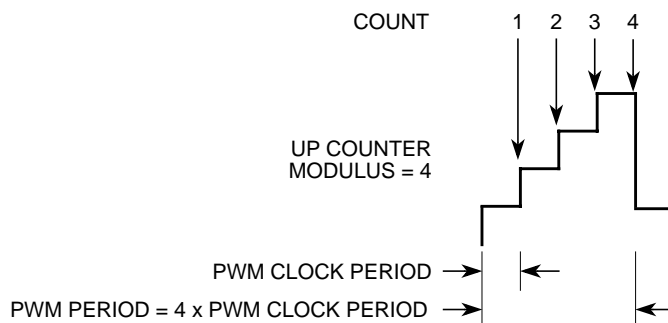 COUNT 1 2 3 4
UP COUNTER
MODULUS = 4
PWM CLOCK PERIOD
PWM PERIOD = 4 x PWM CLOCK PERIOD